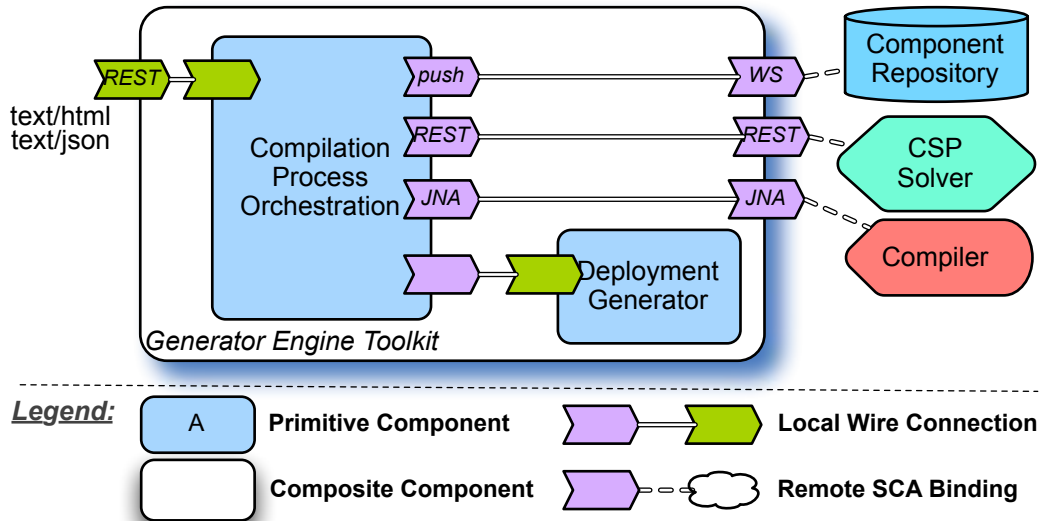 REST
text/html
text/json
Compilation
Process
Orchestration
push
REST
JNA
WS
REST
JNA
Component
Repository
CSP
Solver
Compiler
Deployment
Generator
Generator Engine Toolkit
Legend:
A
Primitive Component
Local Wire Connection
Composite Component
Remote SCA Binding